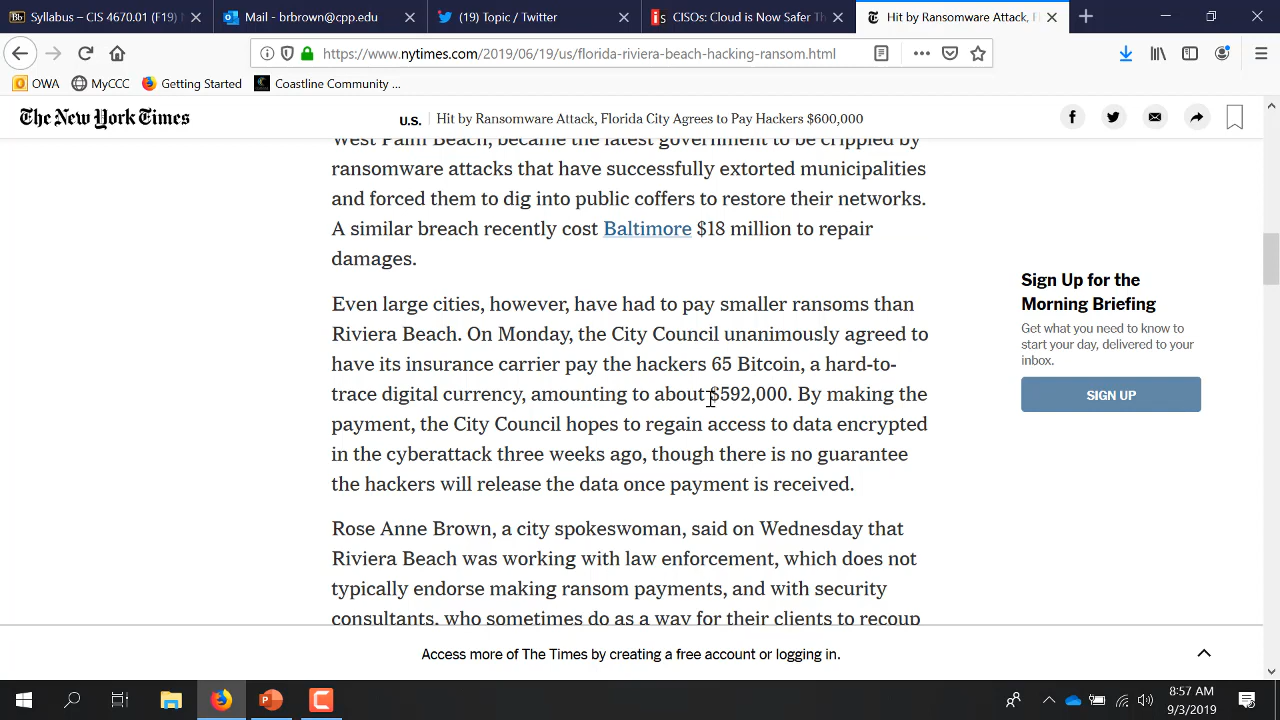 Syllabus – CIS 4670.01 (F19)
Mail - brbrown@cpp.edu
(19) Topic / Twitter
CISOs: Cloud is Now Safer Th
Hit by Ransomware Attack, F
https://www.nytimes.com/2019/06/19/us/florida-riviera-beach-hacking-ransom.html
OWA
MyCCC
Getting Started
Coastline Community ...
The New York Times
U.S.
Hit by Ransomware Attack, Florida City Agrees to Pay Hackers $600,000
West Palm Beach, became the latest government to be crippled by
ransomware attacks that have successfully extorted municipalities
and forced them to dig into public coffers to restore their networks.
A similar breach recently cost Baltimore $18 million to repair
damages.
Even large cities, however, have had to pay smaller ransoms than
Riviera Beach. On Monday, the City Council unanimously agreed to
have its insurance carrier pay the hackers 65 Bitcoin, a hard-to-
trace digital currency, amounting to about $592,000. By making the
payment, the City Council hopes to regain access to data encrypted
in the cyberattack three weeks ago, though there is no guarantee
the hackers will release the data once payment is received.
Rose Anne Brown, a city spokeswoman, said on Wednesday that
Riviera Beach was working with law enforcement, which does not
typically endorse making ransom payments, and with security
consultants, who sometimes do as a way for their clients to recoup
Sign Up for the
Morning Briefing
Get what you need to know to
start your day, delivered to your
inbox.
SIGN UP
Access more of The Times by creating a free account or logging in.
8:57 AM
9/3/2019